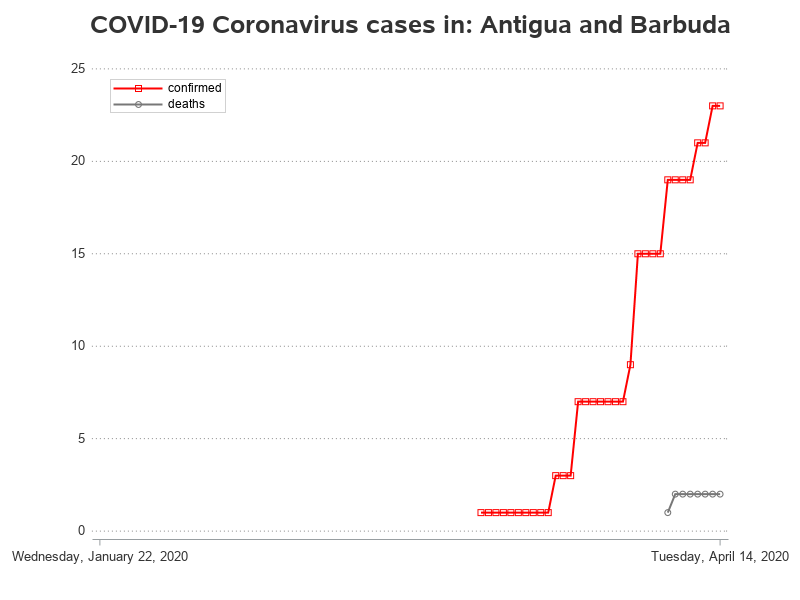 COVID-19 Coronavirus cases in: Antigua and Barbuda
25
confirmed
deaths
20
15
10
5
0
Wednesday, January 22, 2020 Tuesday, April 14, 2020